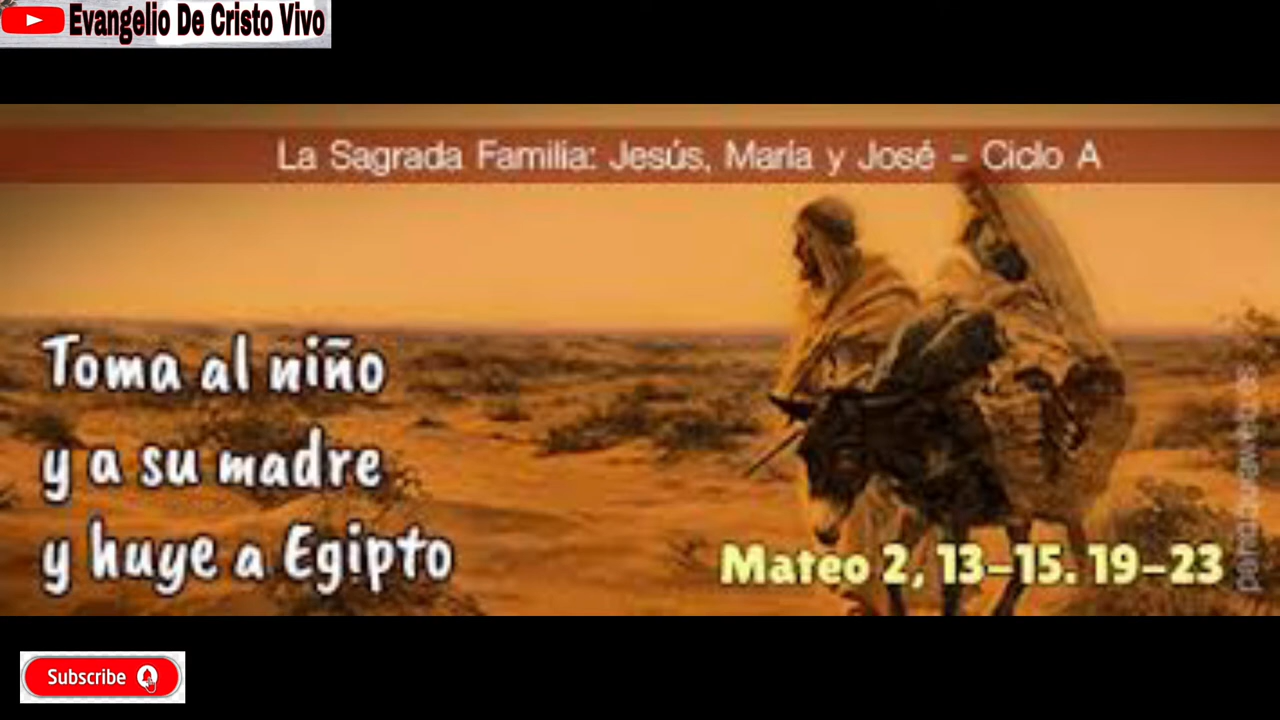 Evangelio De Cristo Vivo
La Sagrada Familia: Jesús, María y José - Ciclo A
Toma al niño
y a su madre
y huye a Egipto
Mateo 2, 13-15. 19-23
Subscribe